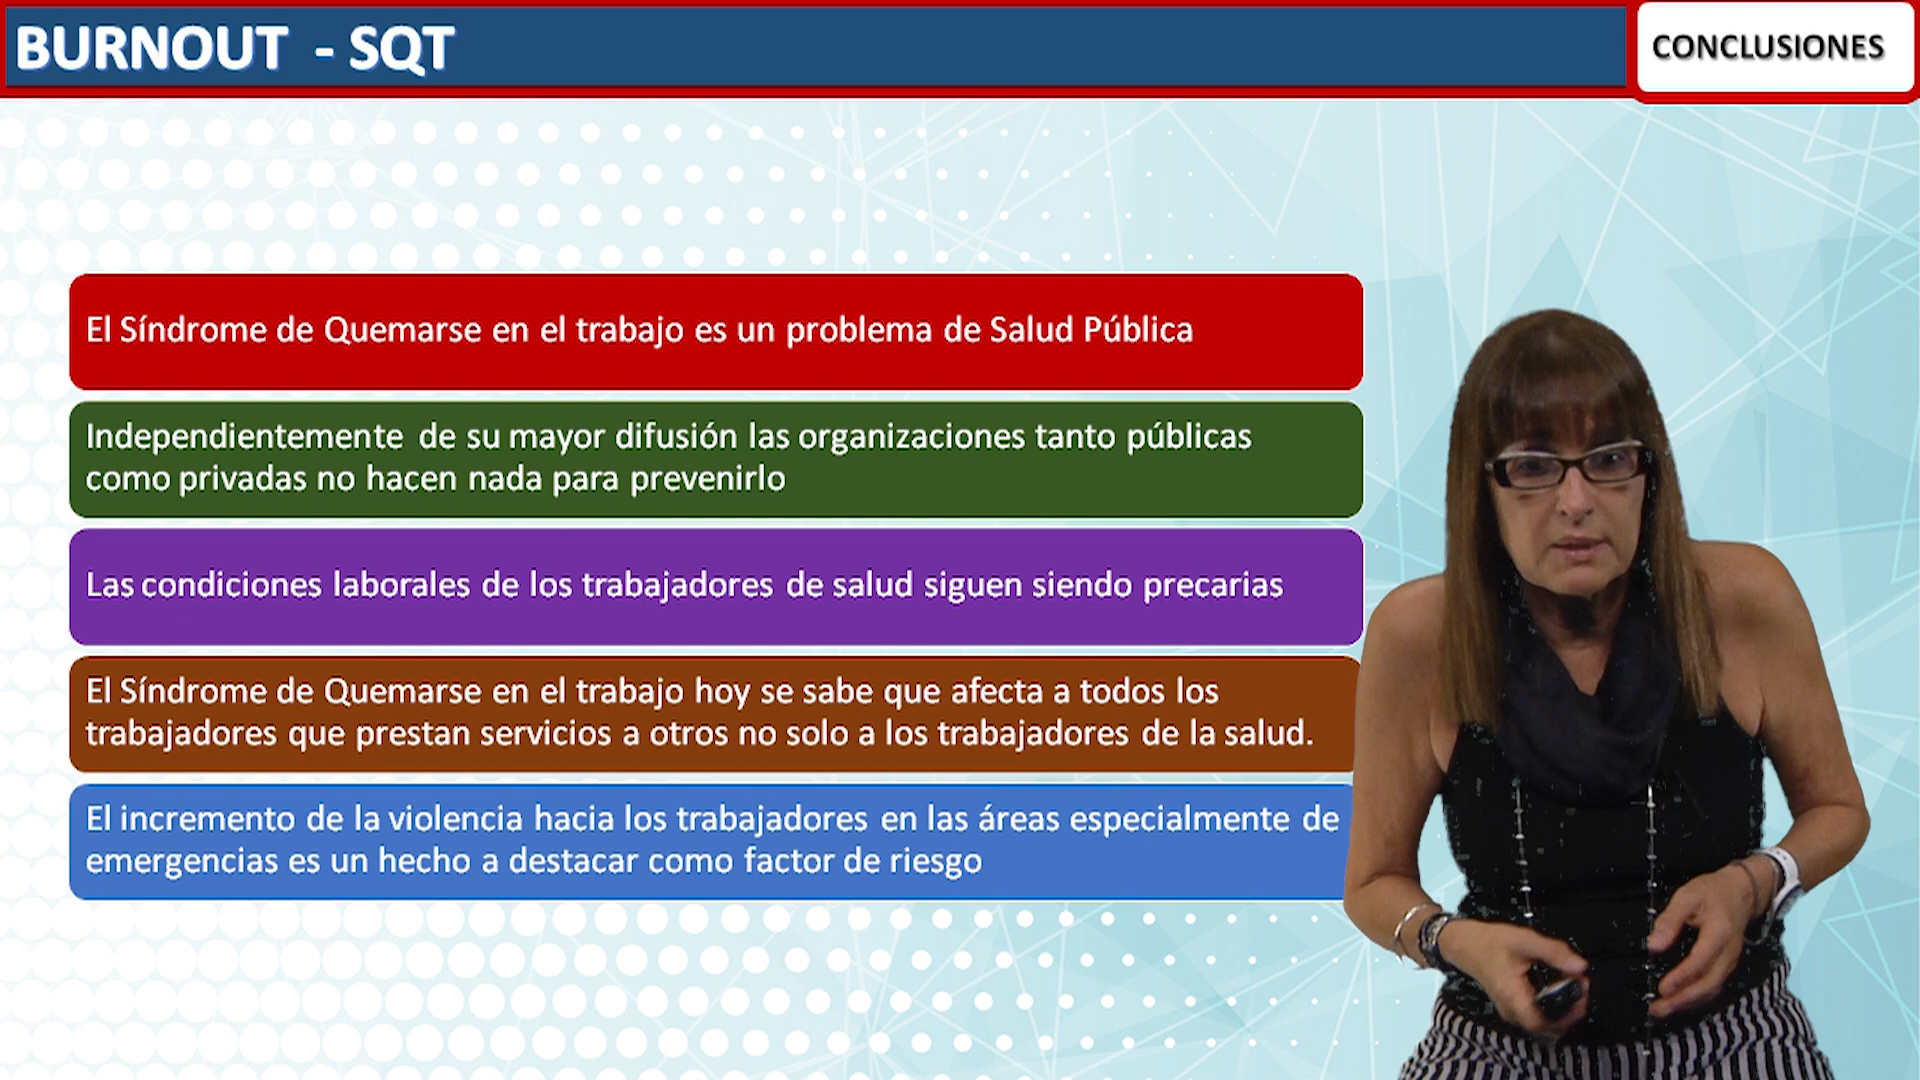 BURNOUT - SQT
CONCLUSIONES
El Síndrome de Quemarse en el trabajo es un problema de Salud Pública
Independientemente de su mayor difusión las organizaciones tanto públicas
como privadas no hacen nada para prevenirlo
Las condiciones laborales de los trabajadores de salud siguen siendo precarias
El Síndrome de Quemarse en el trabajo hoy se sabe que afecta a todos los
trabajadores que prestan servicios a otros no solo a los trabajadores de la salud.
El incremento de la violencia hacia los trabajadores en las áreas especialmente de
emergencias es un hecho a destacar como factor de riesgo